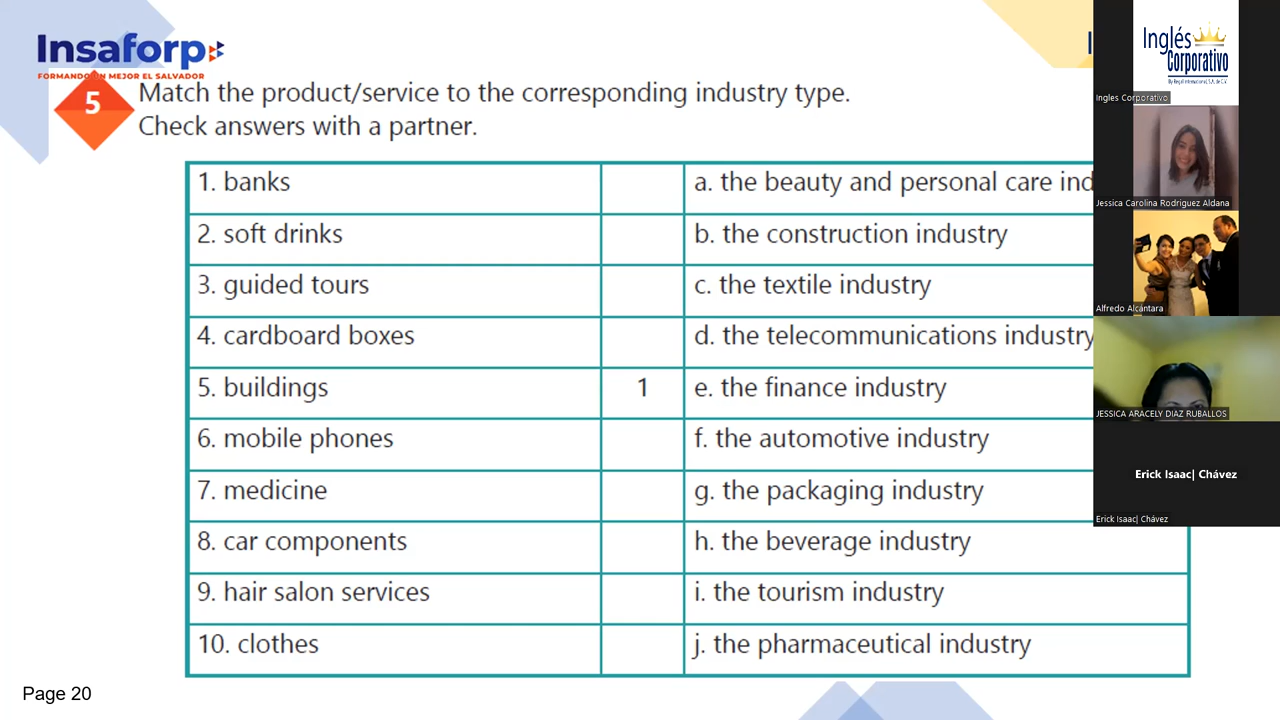 Insaforp
FORMANDO UN MEJOR EL SALVADOR
5
Match the product/service to the corresponding industry type.
Check answers with a partner.
1. banks a. the beauty and personal care ind
2. soft drinks b. the construction industry
3. guided tours c. the textile industry
4. cardboard boxes d. the telecommunications industry
5. buildings 1 e. the finance industry
6. mobile phones f. the automotive industry
7. medicine g. the packaging industry
8. car components h. the beverage industry
9. hair salon services i. the tourism industry
10. clothes j. the pharmaceutical industry
Page 20
Inglés
Corporativo
Ingles Corporativo
Jessica Carolina Rodriguez Aldana
Alfredo Alcántara
JESSICA ARACELY DIAZ RUBALLOS
Erick Isaac| Chávez
Erick Isaac| Chávez